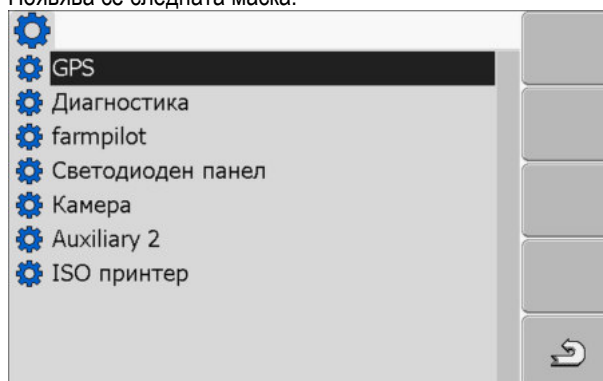 Появява се следната маска:
GPS
Диагностика
farmpilot
Светодиоден панел
Камера
Auxiliary 2
ISO принтер